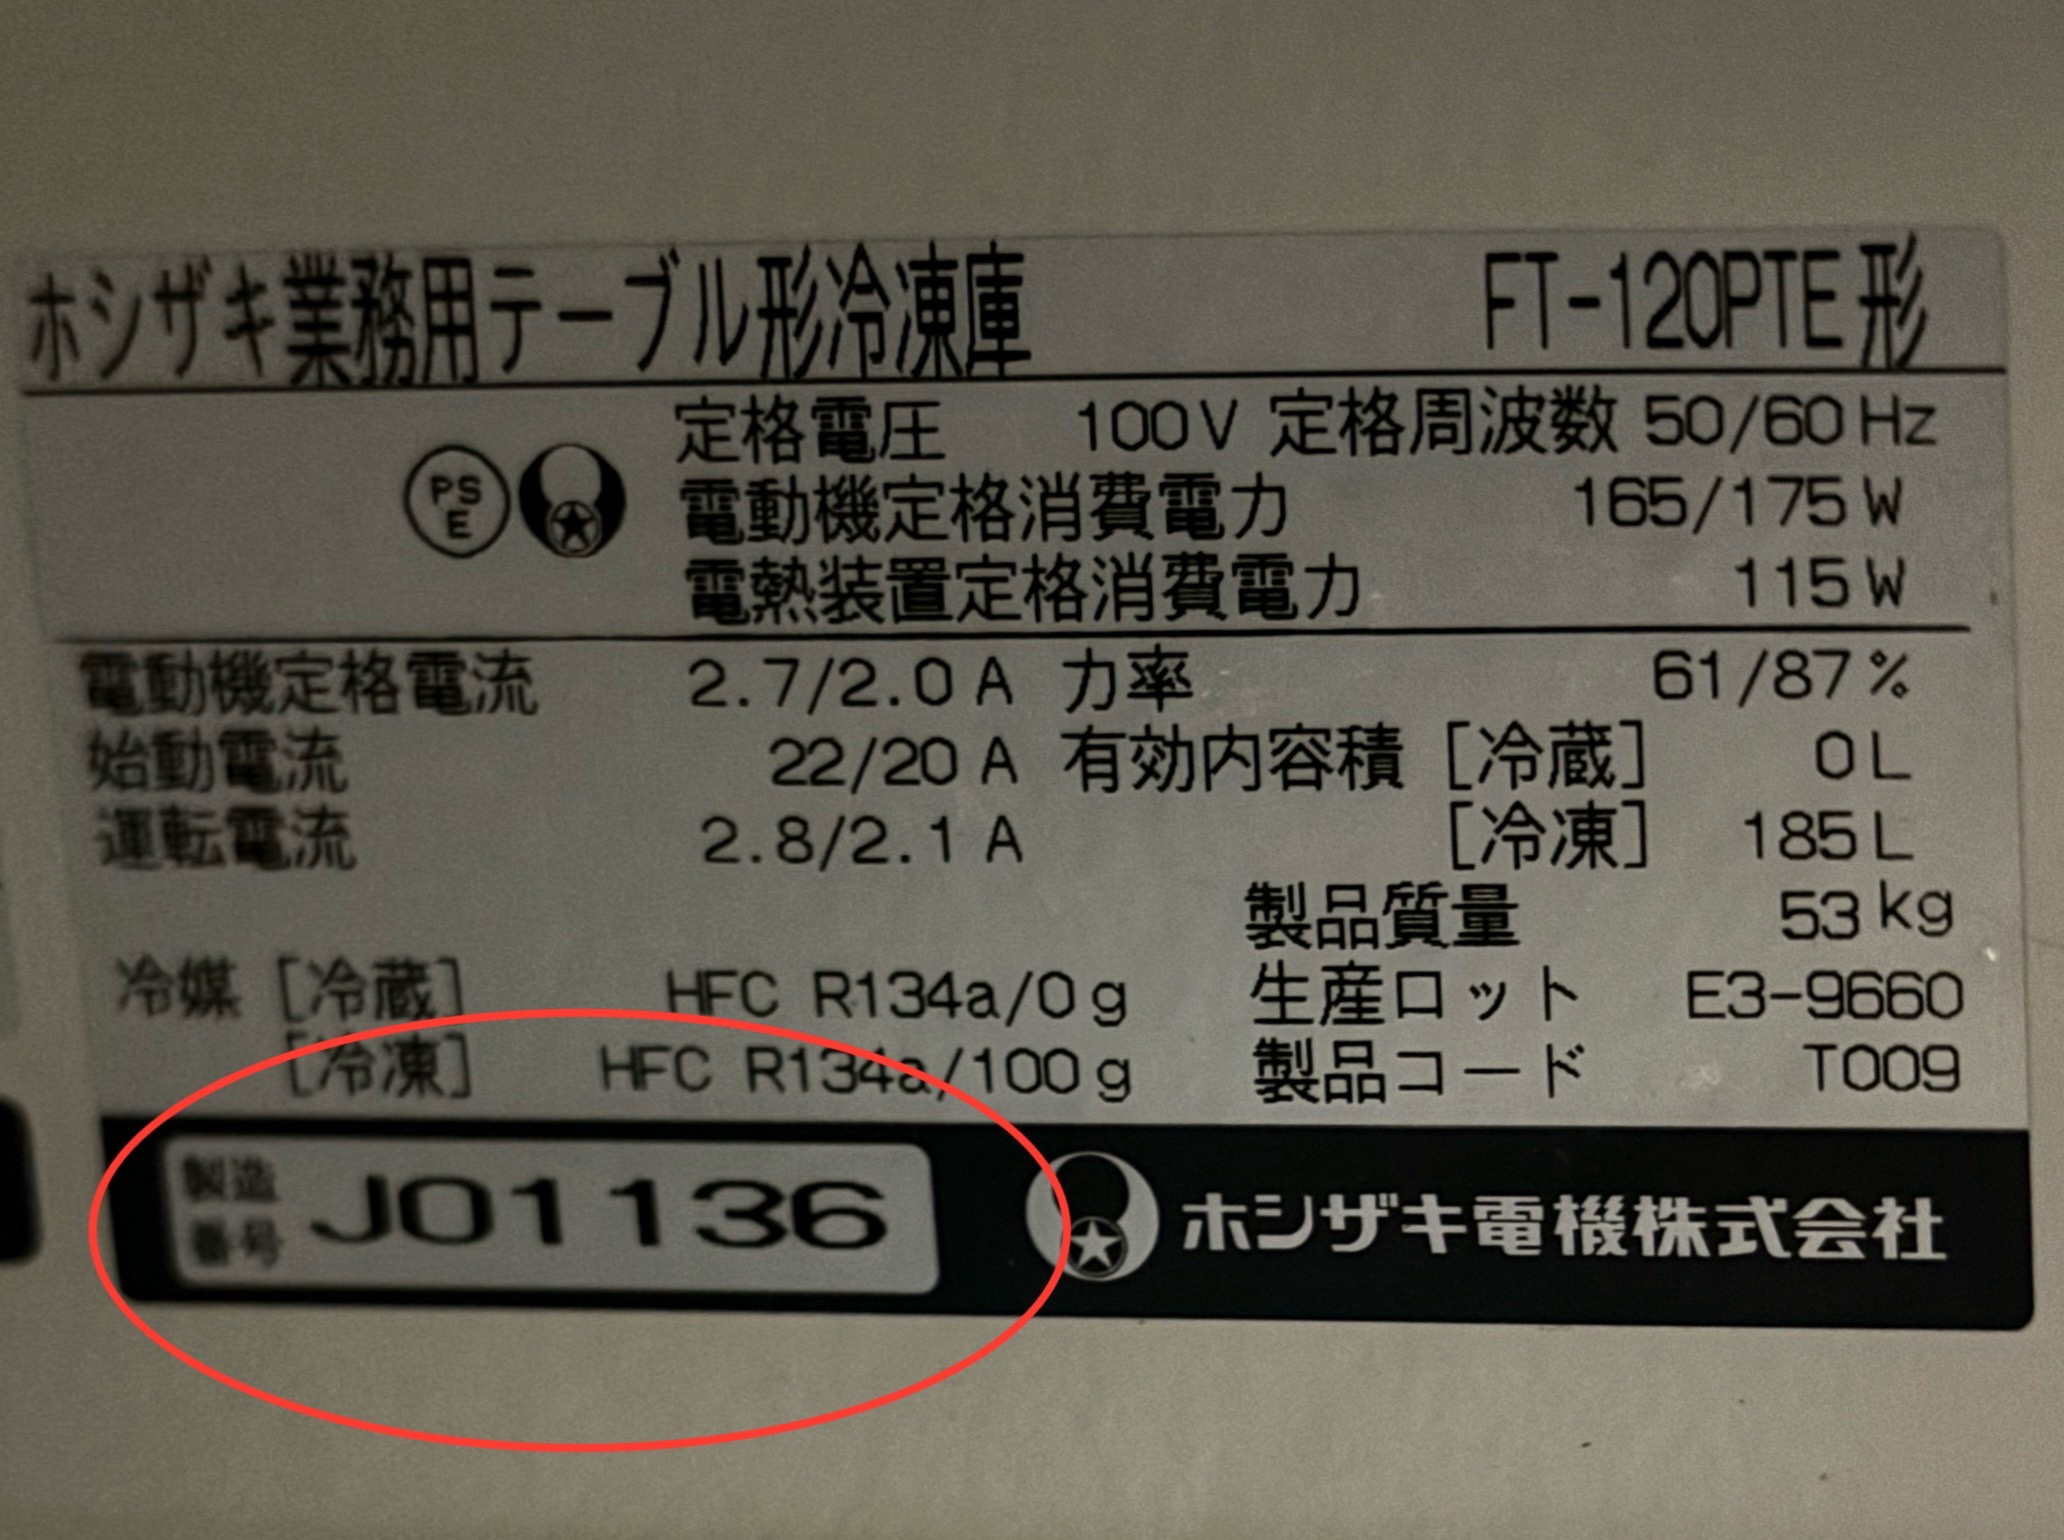 ホシザキ業務用テーブル形冷凍庫 FT-120PTE形
定格電圧 100V 定格周波数 50/60Hz
PS
E
電動機定格消費電力 165/175W
電熱装置定格消費電力 115W
電動機定格電流 2.7/2.0A 力率 61/87%
始動電流 22/20A 有効内容積 [冷蔵] 0L
運転電流 2.8/2.1A [冷凍] 185L
製品質量 53kg
冷媒 [冷蔵] HFC R134a/0g 生産ロット E3-9660
[冷凍] HFC R134a/100g 製品コード T009
製造番号 J01136 ホシザキ電機株式会社